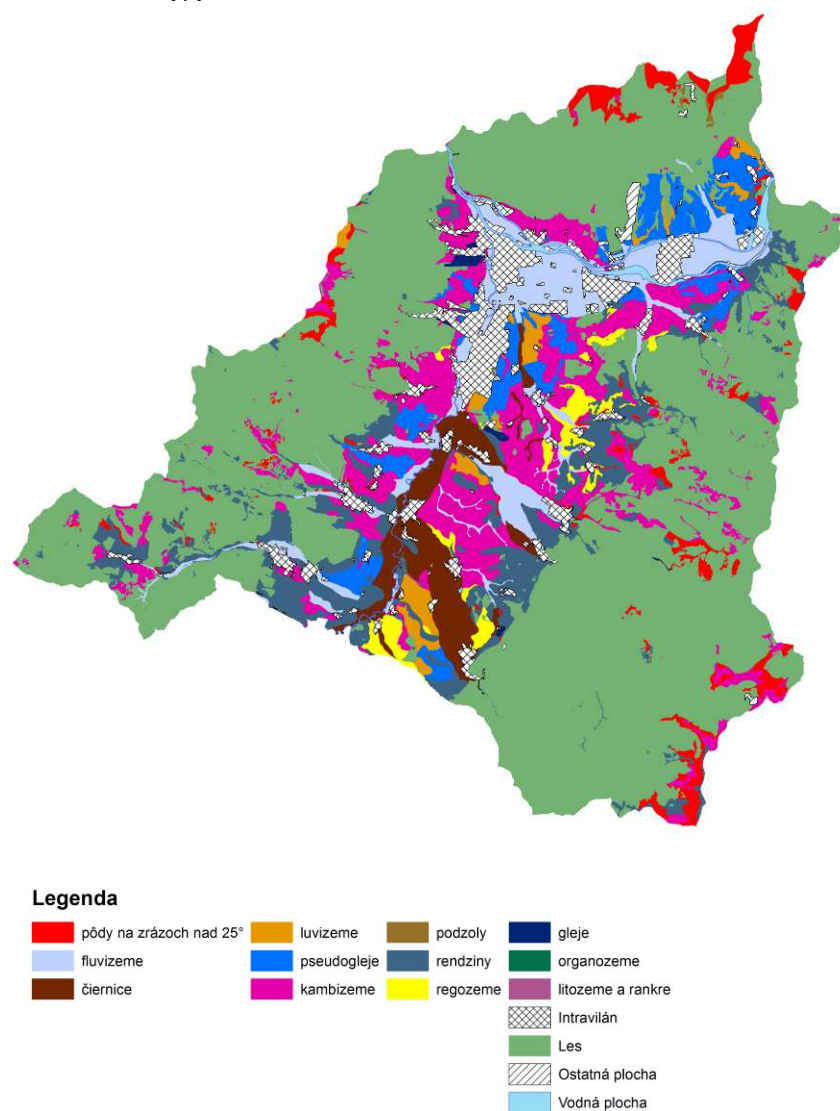 Legenda
pôdy na zrázoch nad 25°
fluvizeme
čiernice
luvizeme
pseudogleje
kambizeme
podzoly
rendziny
regozeme
gleje
organozeme
litozeme a rankre
Intravilán
Les
Ostatná plocha
Vodná plocha